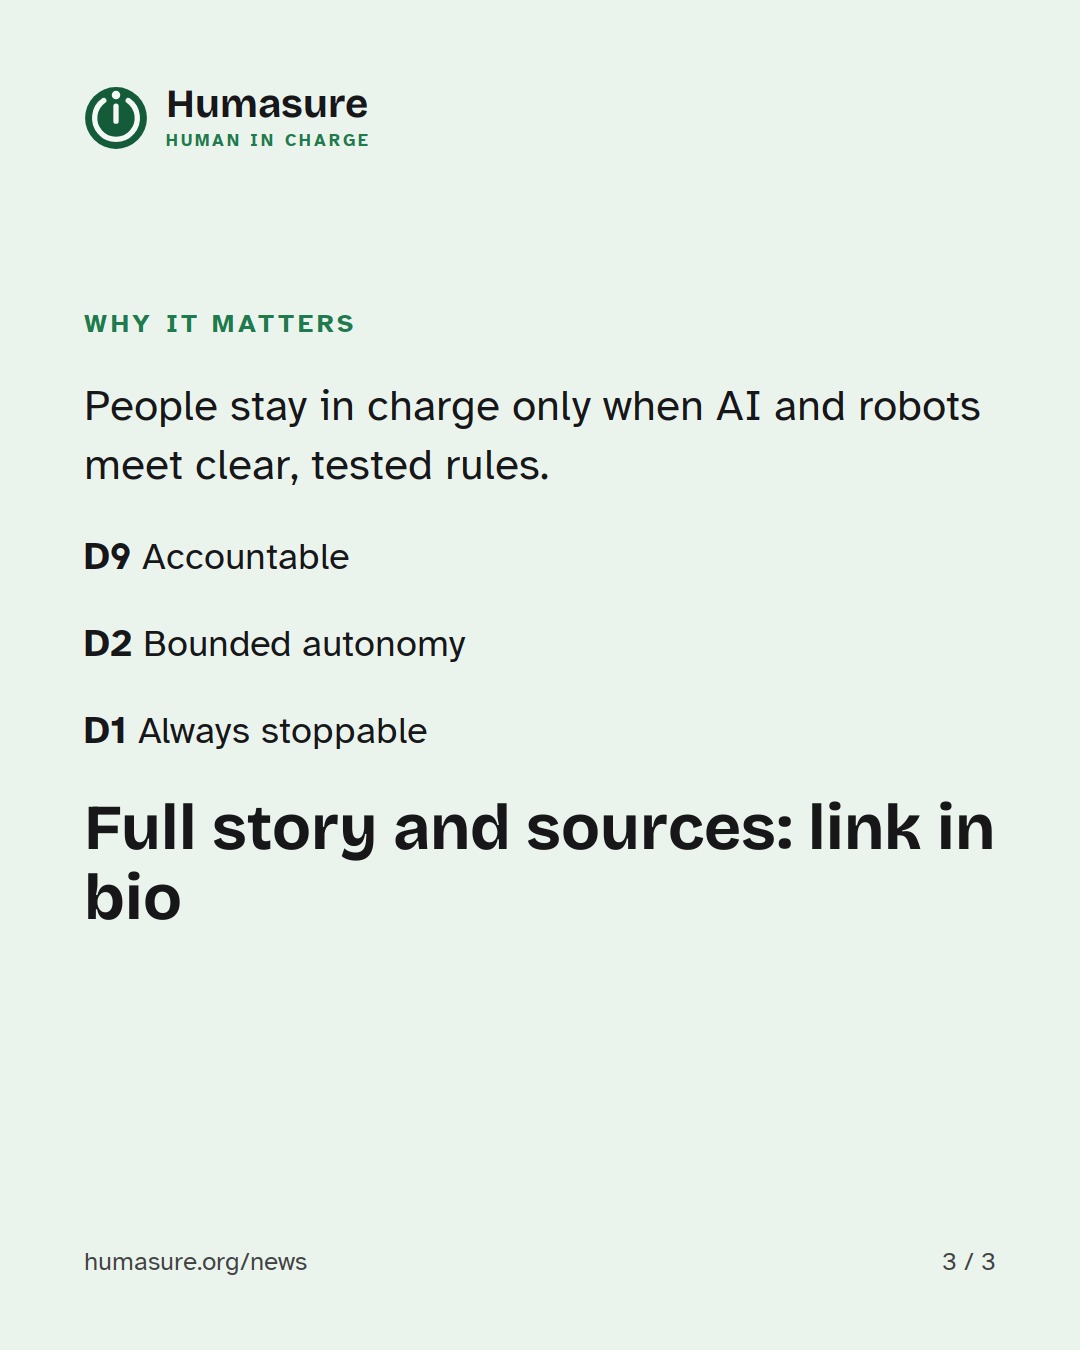 Humasure
HUMAN IN CHARGE
WHY IT MATTERS
People stay in charge only when AI and robots
meet clear, tested rules.
D9 Accountable
D2 Bounded autonomy
D1 Always stoppable
Full story and sources: link in
bio
humasure.org/news
3 / 3